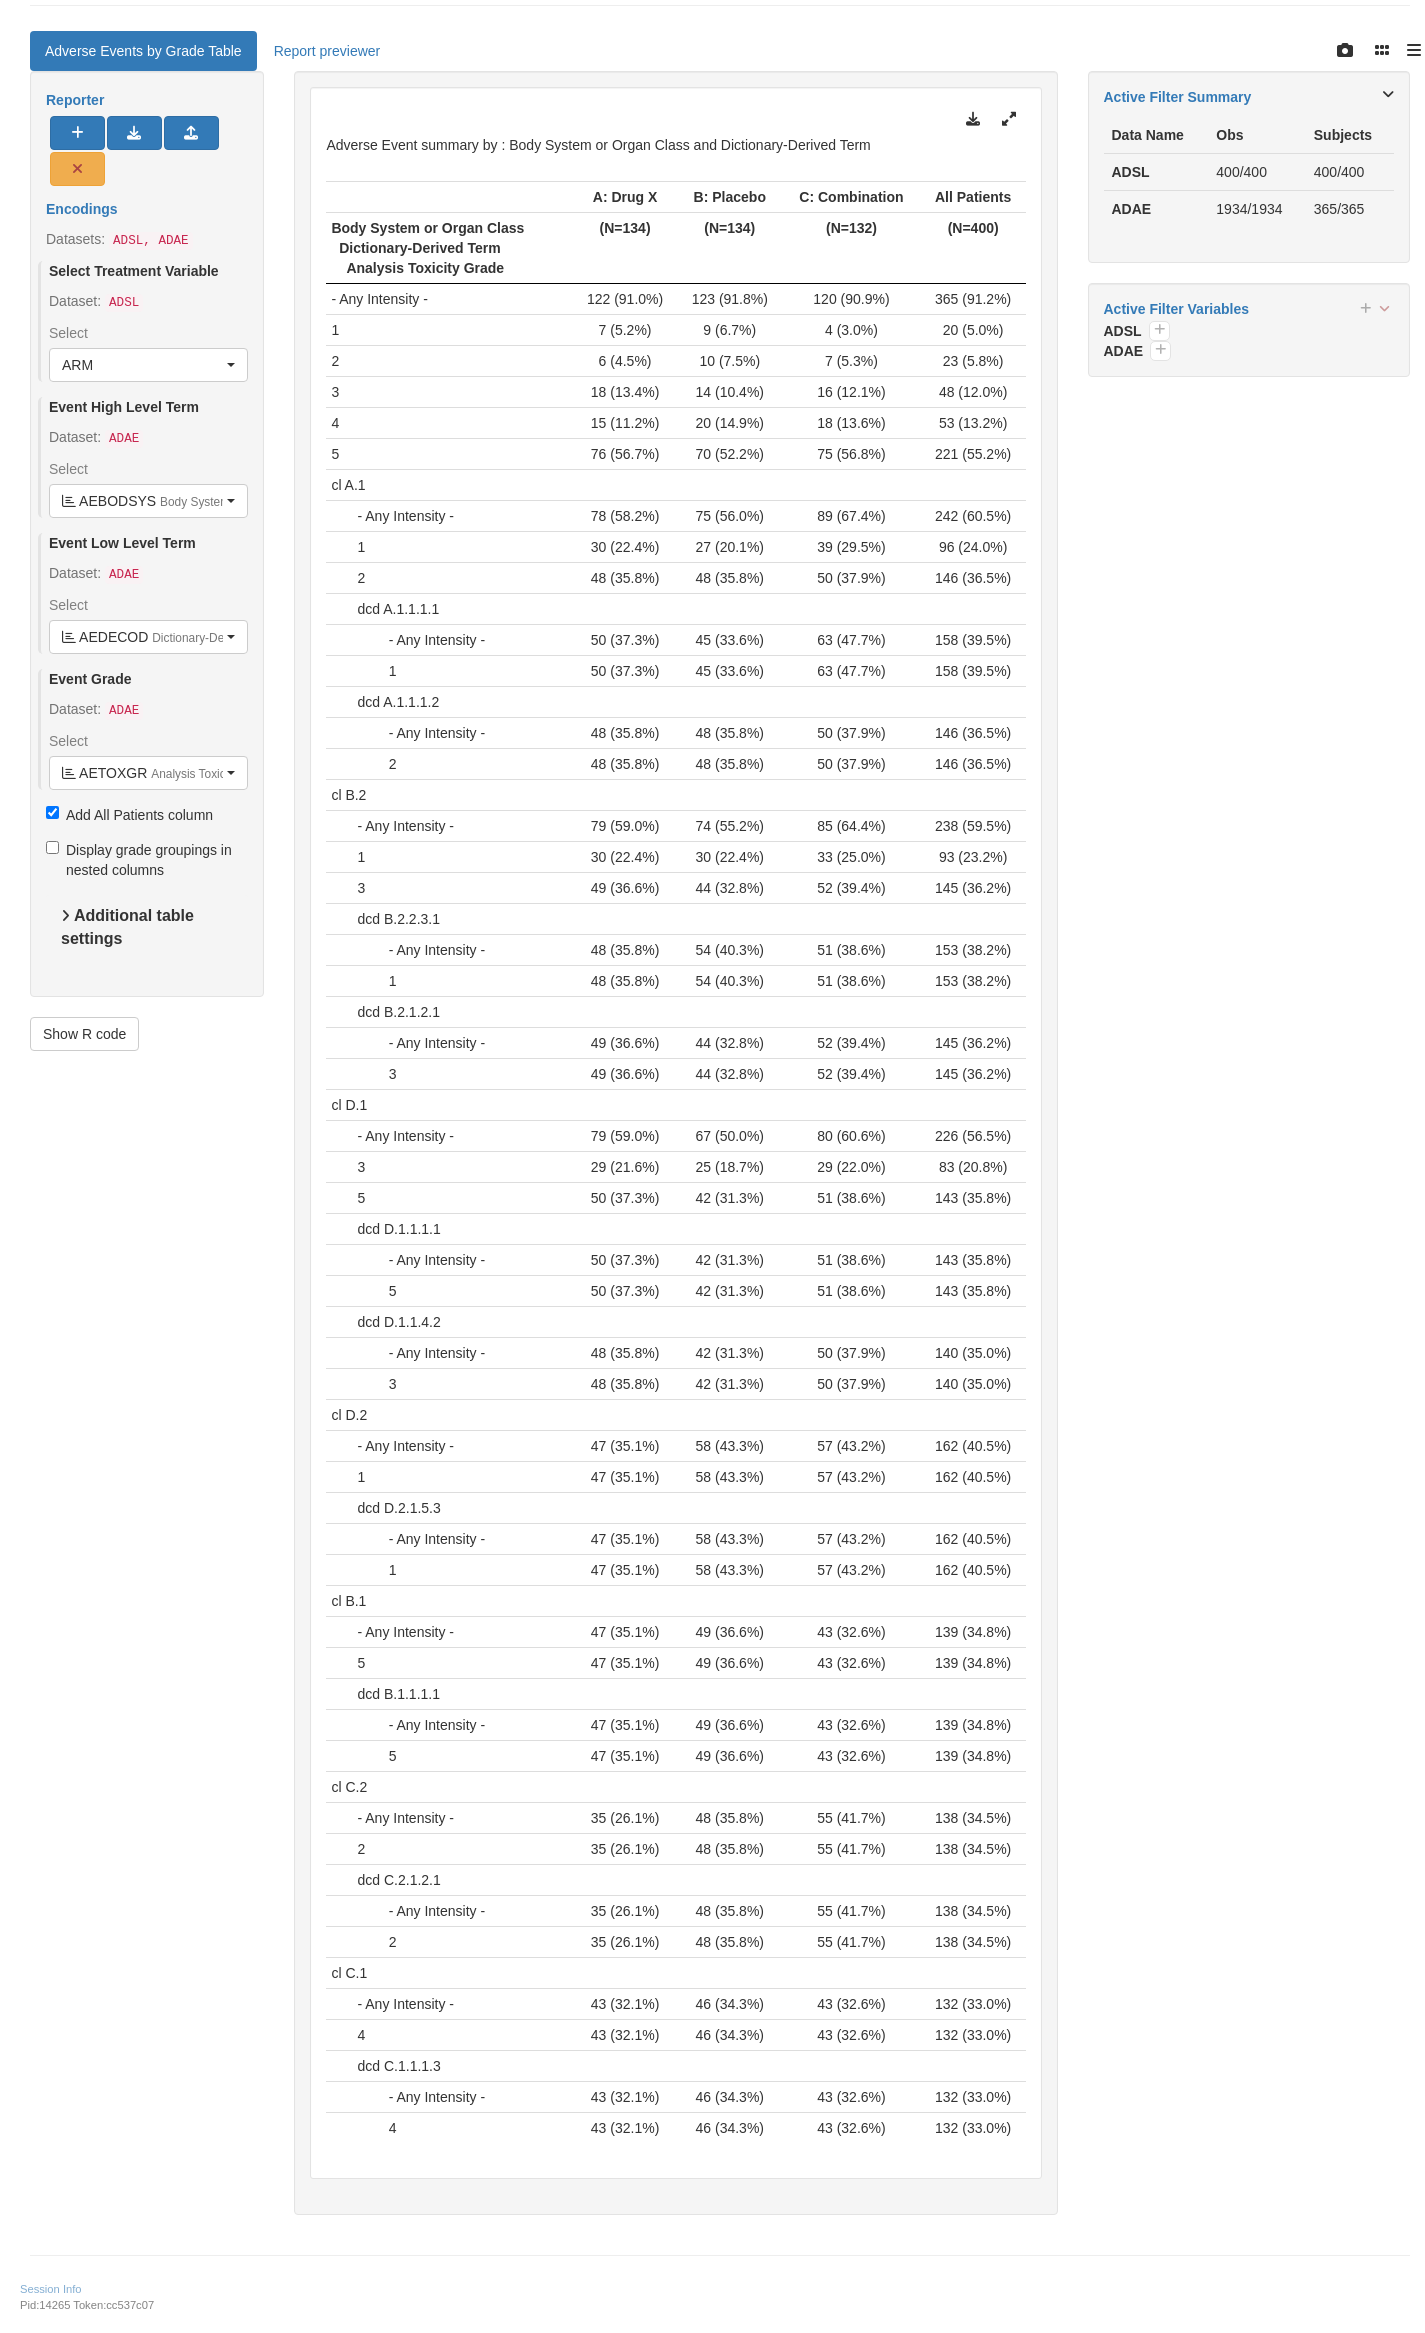 Adverse Events by Grade Table
Report previewer
Reporter
Encodings
Datasets: ADSL, ADAE
Select Treatment Variable
Dataset: ADSL
Select
ARM
Event High Level Term
Dataset: ADAE
Select
AEBODSYS Body System
Event Low Level Term
Dataset: ADAE
Select
AEDECOD Dictionary-De
Event Grade
Dataset: ADAE
Select
AETOXGR Analysis Toxic
Add All Patients column
Display grade groupings in
nested columns
Additional table
settings
Show R code
Adverse Event summary by : Body System or Organ Class and Dictionary-Derived Term
A: Drug X B: Placebo C: Combination All Patients
Body System or Organ Class (N=134) (N=134) (N=132) (N=400)
Dictionary-Derived Term
Analysis Toxicity Grade
- Any Intensity - 122 (91.0%) 123 (91.8%) 120 (90.9%) 365 (91.2%)
1 7 (5.2%) 9 (6.7%) 4 (3.0%) 20 (5.0%)
2 6 (4.5%) 10 (7.5%) 7 (5.3%) 23 (5.8%)
3 18 (13.4%) 14 (10.4%) 16 (12.1%) 48 (12.0%)
4 15 (11.2%) 20 (14.9%) 18 (13.6%) 53 (13.2%)
5 76 (56.7%) 70 (52.2%) 75 (56.8%) 221 (55.2%)
cl A.1
- Any Intensity - 78 (58.2%) 75 (56.0%) 89 (67.4%) 242 (60.5%)
1 30 (22.4%) 27 (20.1%) 39 (29.5%) 96 (24.0%)
2 48 (35.8%) 48 (35.8%) 50 (37.9%) 146 (36.5%)
dcd A.1.1.1.1
- Any Intensity - 50 (37.3%) 45 (33.6%) 63 (47.7%) 158 (39.5%)
1 50 (37.3%) 45 (33.6%) 63 (47.7%) 158 (39.5%)
dcd A.1.1.1.2
- Any Intensity - 48 (35.8%) 48 (35.8%) 50 (37.9%) 146 (36.5%)
2 48 (35.8%) 48 (35.8%) 50 (37.9%) 146 (36.5%)
cl B.2
- Any Intensity - 79 (59.0%) 74 (55.2%) 85 (64.4%) 238 (59.5%)
1 30 (22.4%) 30 (22.4%) 33 (25.0%) 93 (23.2%)
3 49 (36.6%) 44 (32.8%) 52 (39.4%) 145 (36.2%)
dcd B.2.2.3.1
- Any Intensity - 48 (35.8%) 54 (40.3%) 51 (38.6%) 153 (38.2%)
1 48 (35.8%) 54 (40.3%) 51 (38.6%) 153 (38.2%)
dcd B.2.1.2.1
- Any Intensity - 49 (36.6%) 44 (32.8%) 52 (39.4%) 145 (36.2%)
3 49 (36.6%) 44 (32.8%) 52 (39.4%) 145 (36.2%)
cl D.1
- Any Intensity - 79 (59.0%) 67 (50.0%) 80 (60.6%) 226 (56.5%)
3 29 (21.6%) 25 (18.7%) 29 (22.0%) 83 (20.8%)
5 50 (37.3%) 42 (31.3%) 51 (38.6%) 143 (35.8%)
dcd D.1.1.1.1
- Any Intensity - 50 (37.3%) 42 (31.3%) 51 (38.6%) 143 (35.8%)
5 50 (37.3%) 42 (31.3%) 51 (38.6%) 143 (35.8%)
dcd D.1.1.4.2
- Any Intensity - 48 (35.8%) 42 (31.3%) 50 (37.9%) 140 (35.0%)
3 48 (35.8%) 42 (31.3%) 50 (37.9%) 140 (35.0%)
cl D.2
- Any Intensity - 47 (35.1%) 58 (43.3%) 57 (43.2%) 162 (40.5%)
1 47 (35.1%) 58 (43.3%) 57 (43.2%) 162 (40.5%)
dcd D.2.1.5.3
- Any Intensity - 47 (35.1%) 58 (43.3%) 57 (43.2%) 162 (40.5%)
1 47 (35.1%) 58 (43.3%) 57 (43.2%) 162 (40.5%)
cl B.1
- Any Intensity - 47 (35.1%) 49 (36.6%) 43 (32.6%) 139 (34.8%)
5 47 (35.1%) 49 (36.6%) 43 (32.6%) 139 (34.8%)
dcd B.1.1.1.1
- Any Intensity - 47 (35.1%) 49 (36.6%) 43 (32.6%) 139 (34.8%)
5 47 (35.1%) 49 (36.6%) 43 (32.6%) 139 (34.8%)
cl C.2
- Any Intensity - 35 (26.1%) 48 (35.8%) 55 (41.7%) 138 (34.5%)
2 35 (26.1%) 48 (35.8%) 55 (41.7%) 138 (34.5%)
dcd C.2.1.2.1
- Any Intensity - 35 (26.1%) 48 (35.8%) 55 (41.7%) 138 (34.5%)
2 35 (26.1%) 48 (35.8%) 55 (41.7%) 138 (34.5%)
cl C.1
- Any Intensity - 43 (32.1%) 46 (34.3%) 43 (32.6%) 132 (33.0%)
4 43 (32.1%) 46 (34.3%) 43 (32.6%) 132 (33.0%)
dcd C.1.1.1.3
- Any Intensity - 43 (32.1%) 46 (34.3%) 43 (32.6%) 132 (33.0%)
4 43 (32.1%) 46 (34.3%) 43 (32.6%) 132 (33.0%)
Active Filter Summary
Data Name Obs Subjects
ADSL 400/400 400/400
ADAE 1934/1934 365/365
Active Filter Variables
ADSL
ADAE
Session Info
Pid:14265 Token:cc537c07